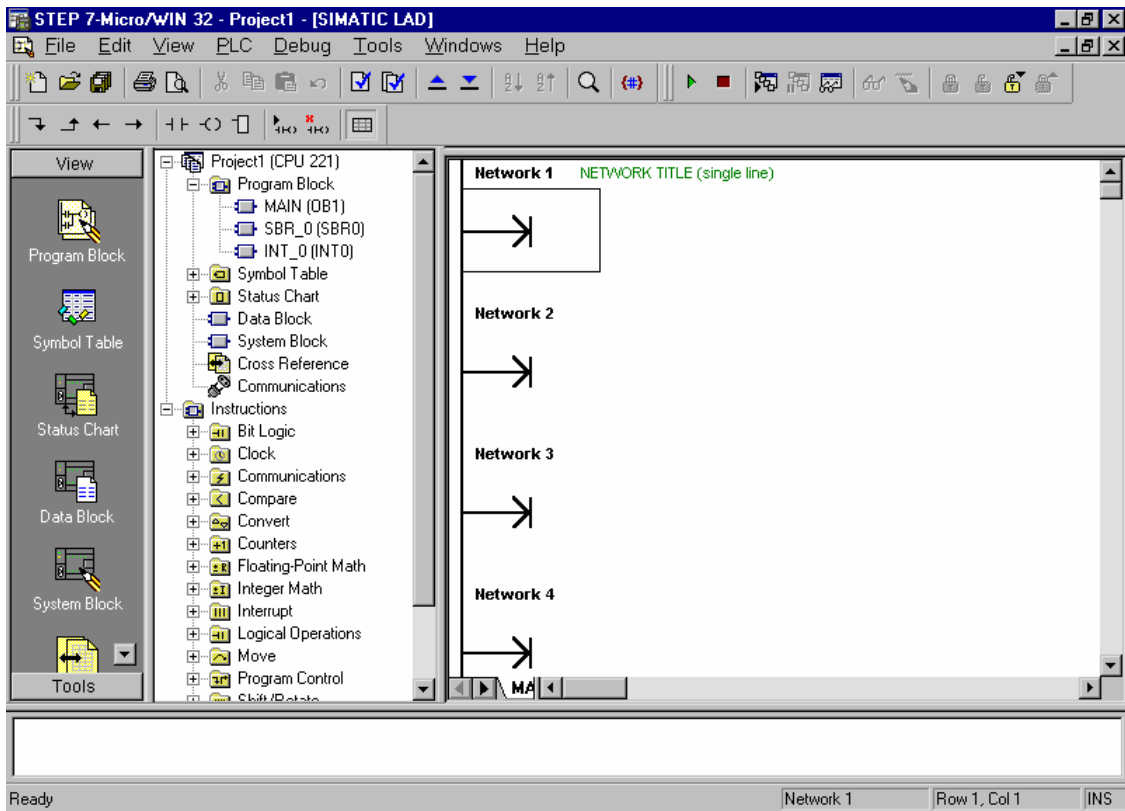 STEP 7-Micro/WIN 32 - Project1 - [SIMATIC LAD]
File Edit View PLC Debug Tools Windows Help
View
Program Block
Symbol Table
Status Chart
Data Block
System Block
Tools
Project1 (CPU 221)
Program Block
MAIN (OB1)
SBR_0 (SBR0)
INT_0 (INT0)
Symbol Table
Status Chart
Data Block
System Block
Cross Reference
Communications
Instructions
Bit Logic
Clock
Communications
Compare
Convert
Counters
Floating-Point Math
Integer Math
Interrupt
Logical Operations
Move
Program Control
Shift/Rotate
Network 1 NETWORK TITLE (single line)
Network 2
Network 3
Network 4
MA
Ready Network 1 Row 1, Col 1 INS